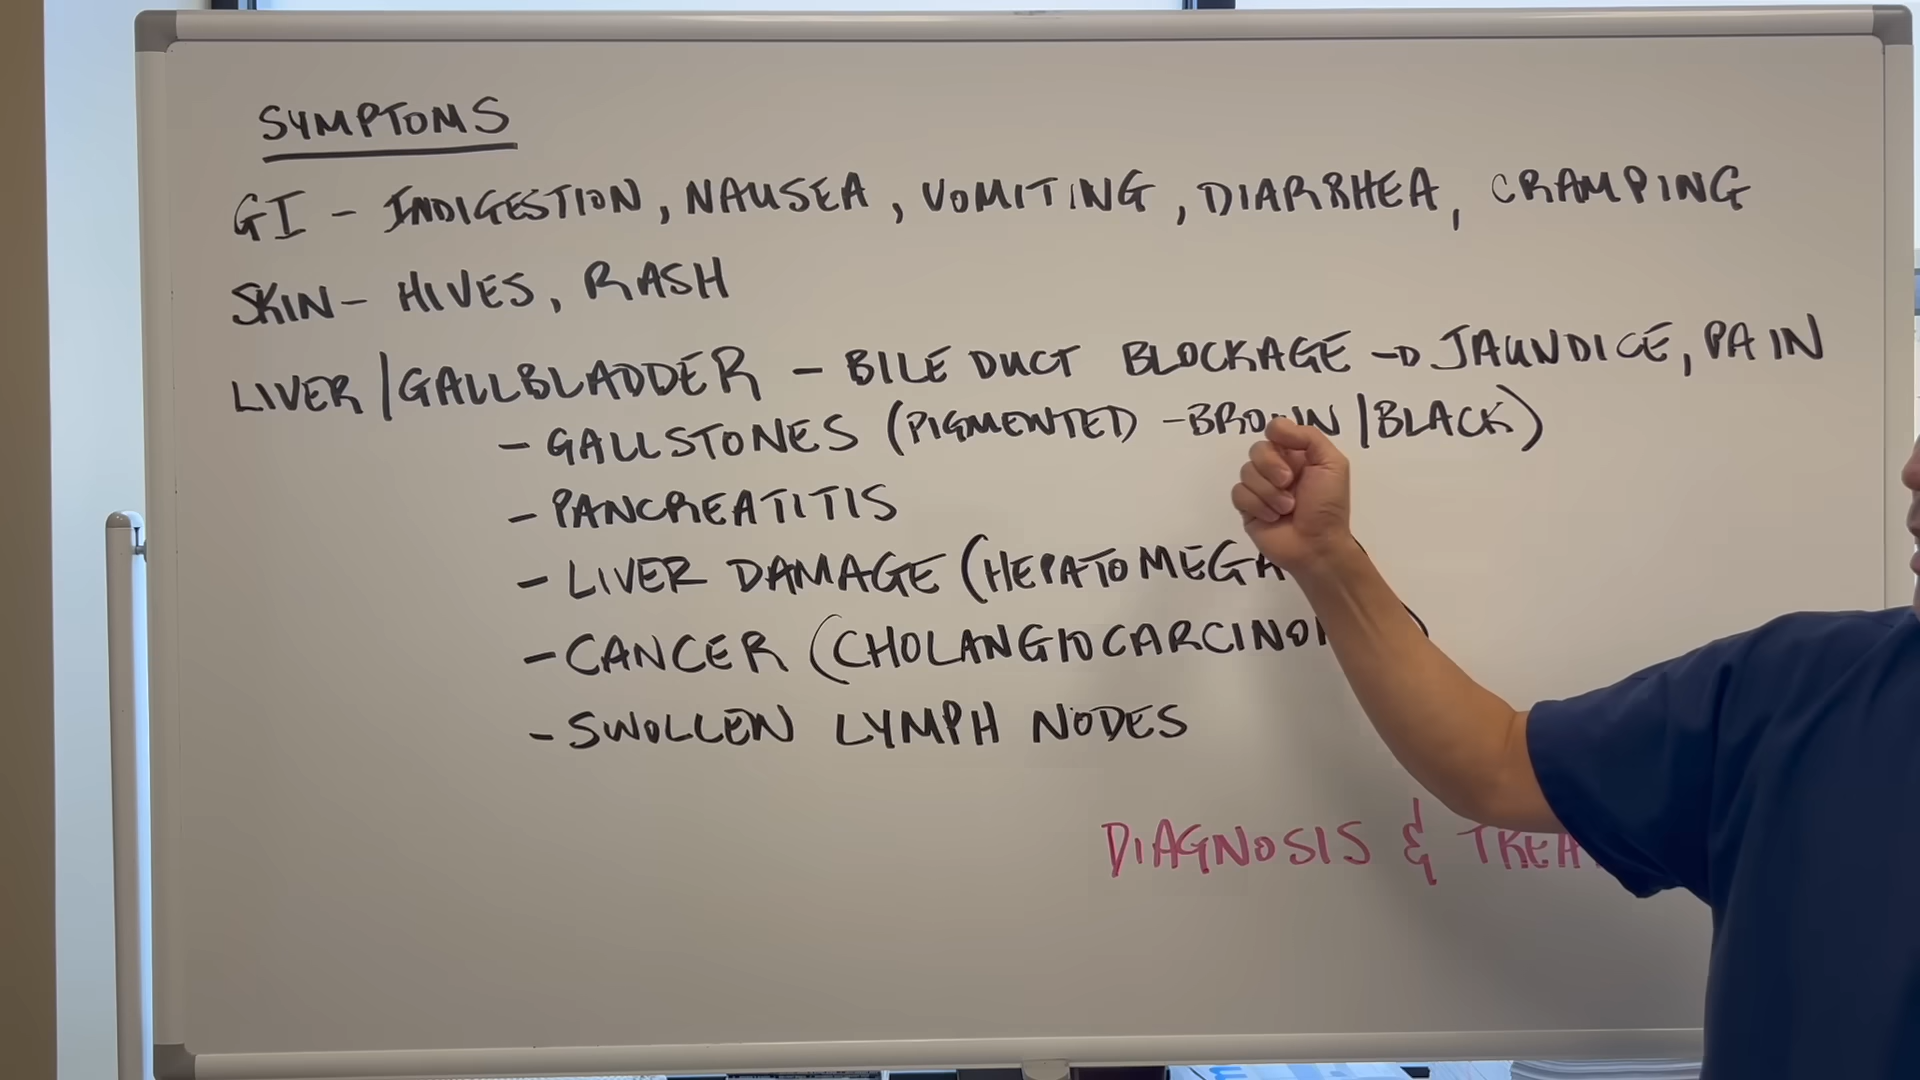 SYMPTOMS
GI - INDIGESTION, NAUSEA, VOMITING, DIARRHEA, CRAMPING
SKIN - HIVES, RASH
LIVER/GALLBLADDER - BILE DUCT BLOCKAGE → JAUNDICE, PAIN
- GALLSTONES (PIGMENTED - BROWN/BLACK)
- PANCREATITIS
- LIVER DAMAGE (HEPATOMEGA
- CANCER (CHOLANGIOCARCINO )
- SWOLLEN LYMPH NODES
DIAGNOSIS & TREA